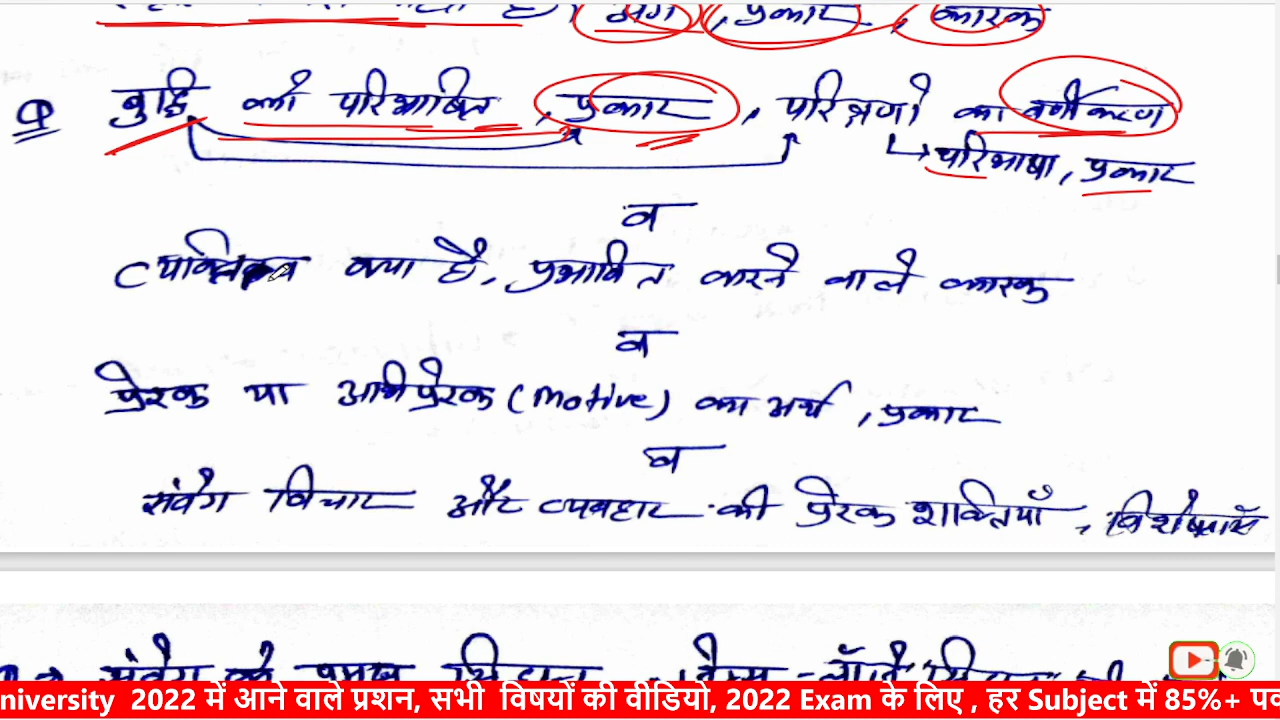 अंग, प्रकार, कारक
Q बुद्धि को परिभाषित, प्रकार, परिक्षणों का वर्गीकरण
परिभाषा, प्रकार
व
व्यक्तित्व क्या है, प्रभावित करने वाले कारक
व
प्रेरक या अभिप्रेरक (motive) का अर्थ, प्रकार
व
संवेग विचार और व्यवहार की प्रेरक शक्तियाँ, विशेषताएँ
संवेग के
niversity 2022 में आने वाले प्रशन, सभी विषयों की वीडियो, 2022 Exam के लिए , हर Subject में 85%+